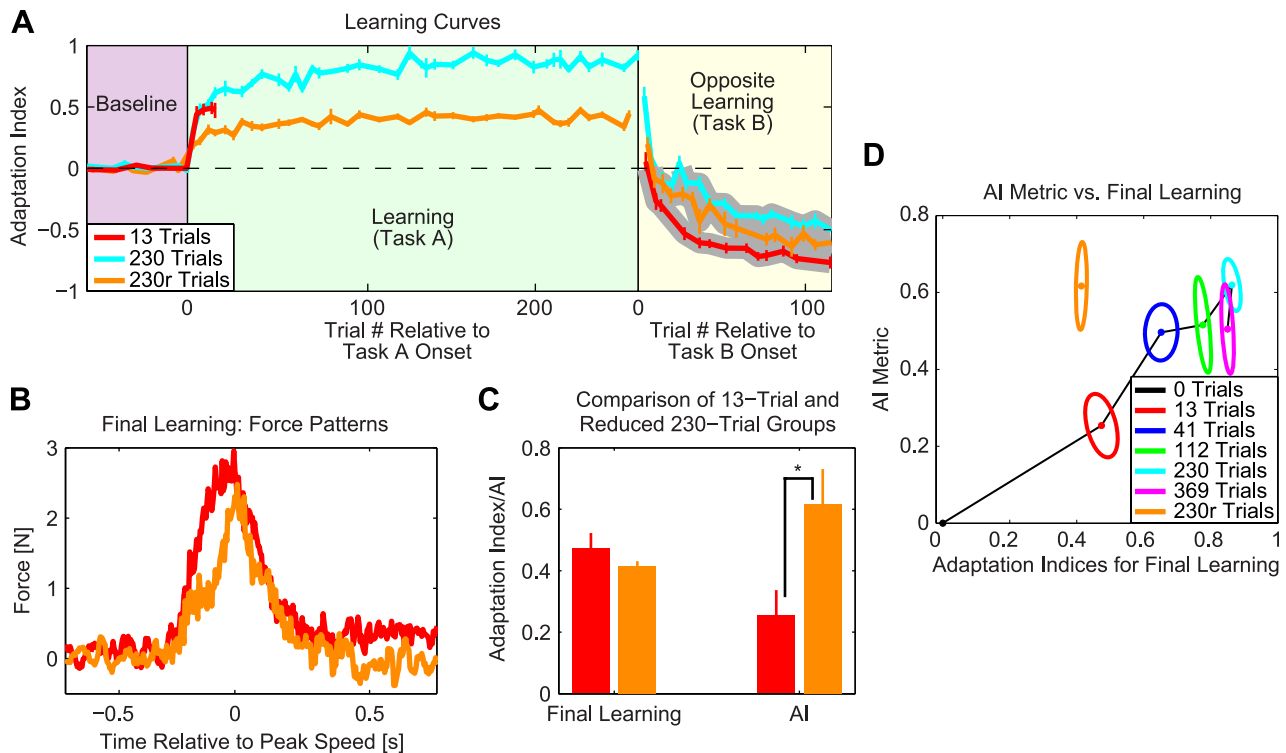 A
Learning Curves
Adaptation Index
1
0.5
0
−0.5
−1
Baseline
Learning
(Task A)
Opposite
Learning
(Task B)
13 Trials
230 Trials
230r Trials
0
100
200
0
100
Trial # Relative to
Task A Onset
Trial # Relative to
Task B Onset
B
Final Learning: Force Patterns
Force [N]
3
2
1
0
−0.5
0
0.5
Time Relative to Peak Speed [s]
C
Comparison of 13−Trial and
Reduced 230−Trial Groups
Adaptation Index/AI
0.8
0.6
0.4
0.2
0
*
Final Learning
AI
D
AI Metric vs. Final Learning
AI Metric
0.8
0.6
0.4
0.2
0
0 Trials
13 Trials
41 Trials
112 Trials
230 Trials
369 Trials
230r Trials
0
0.2
0.4
0.6
0.8
1
Adaptation Indices for Final Learning